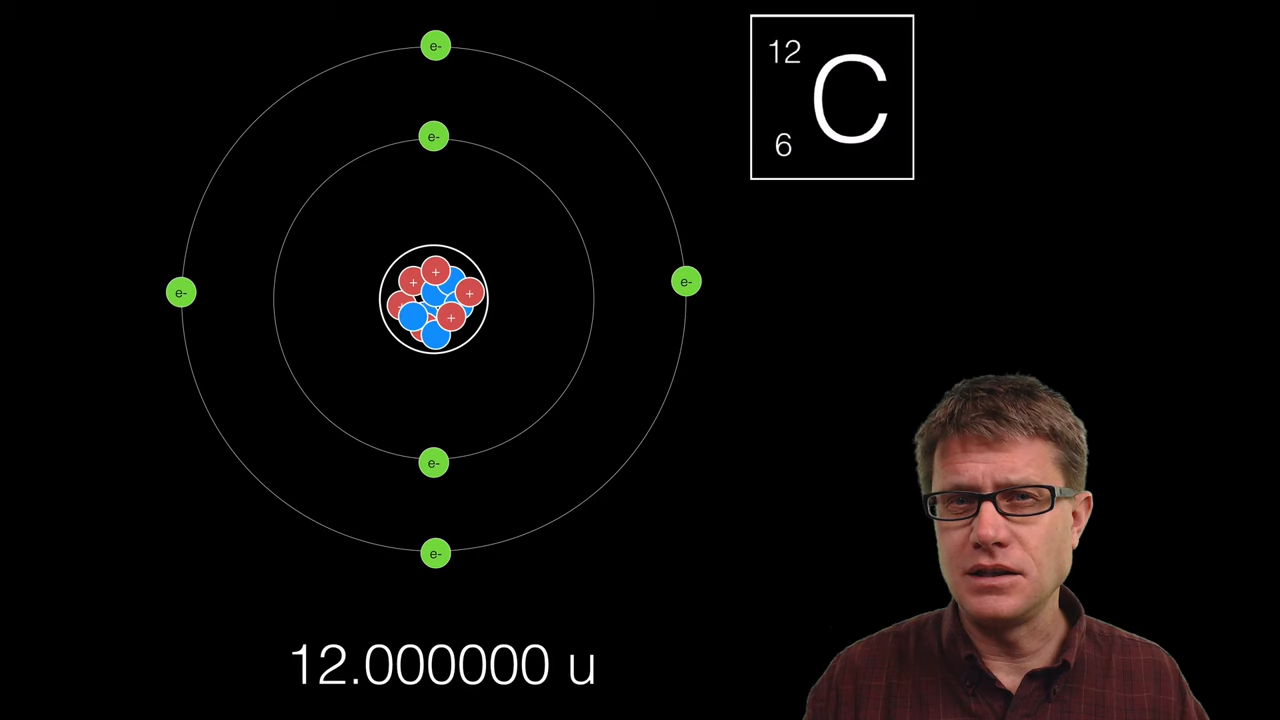 e-
12
C
6
e-
+
+
+
e-
e-
+
+
e-
e-
12.000000 u